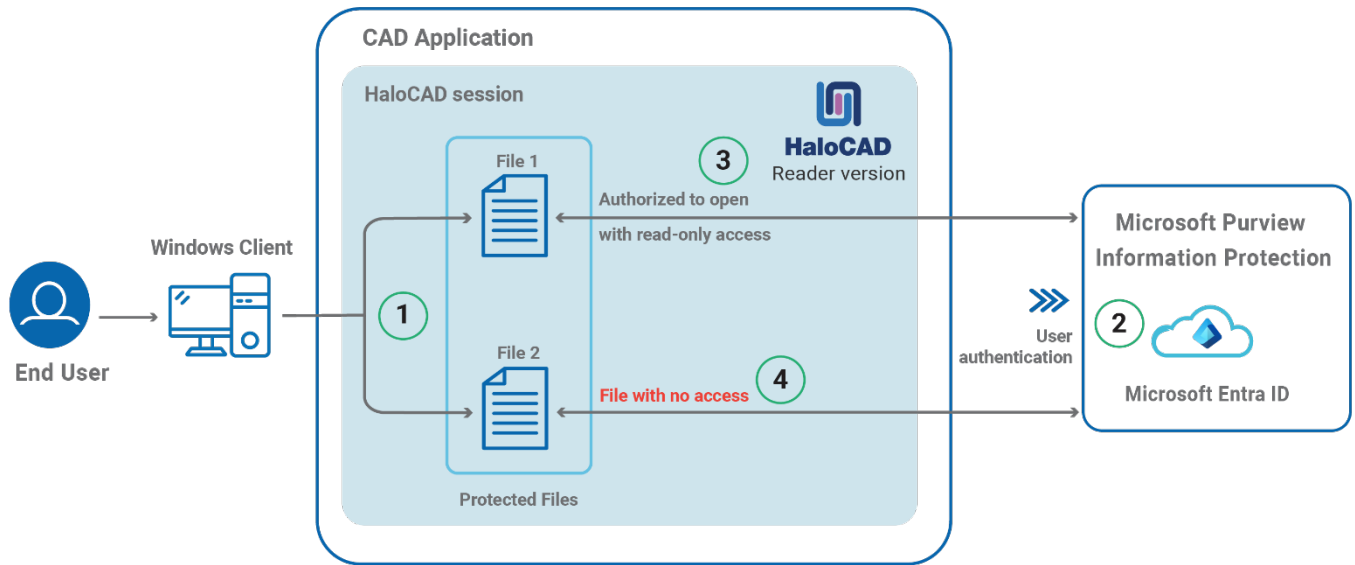 CAD Application
HaloCAD session
HaloCAD
Reader version
File 1
3
Authorized to open
with read-only access
Windows Client
End User
1
File 2
File with no access
4
Protected Files
User
authentication
Microsoft Purview
Information Protection
2
Microsoft Entra ID